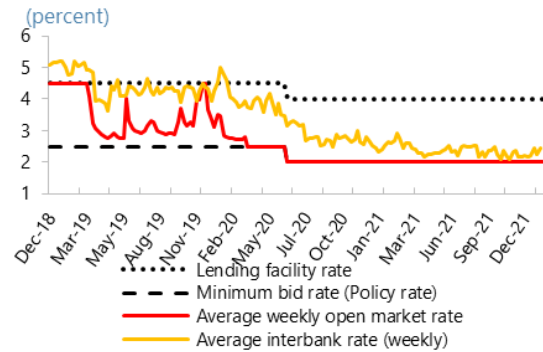 (percent)
6
5
4
3
2
1
Dec-18 Mar-19 May-19 Aug-19 Nov-19 Feb-20 May-20 Jul-20 Oct-20 Jan-21 Mar-21 Jun-21 Sep-21 Dec-21
Lending facility rate
Minimum bid rate (Policy rate)
Average weekly open market rate
Average interbank rate (weekly)